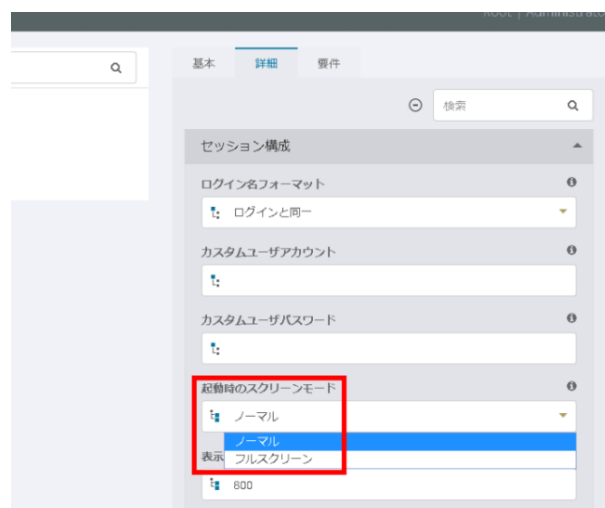 Root | Administrato
基本 詳細 要件
検索
セッション構成
ログイン名フォーマット
ログインと同一
カスタムユーザアカウント
カスタムユーザパスワード
起動時のスクリーンモード
ノーマル
ノーマル
フルスクリーン
表示
600